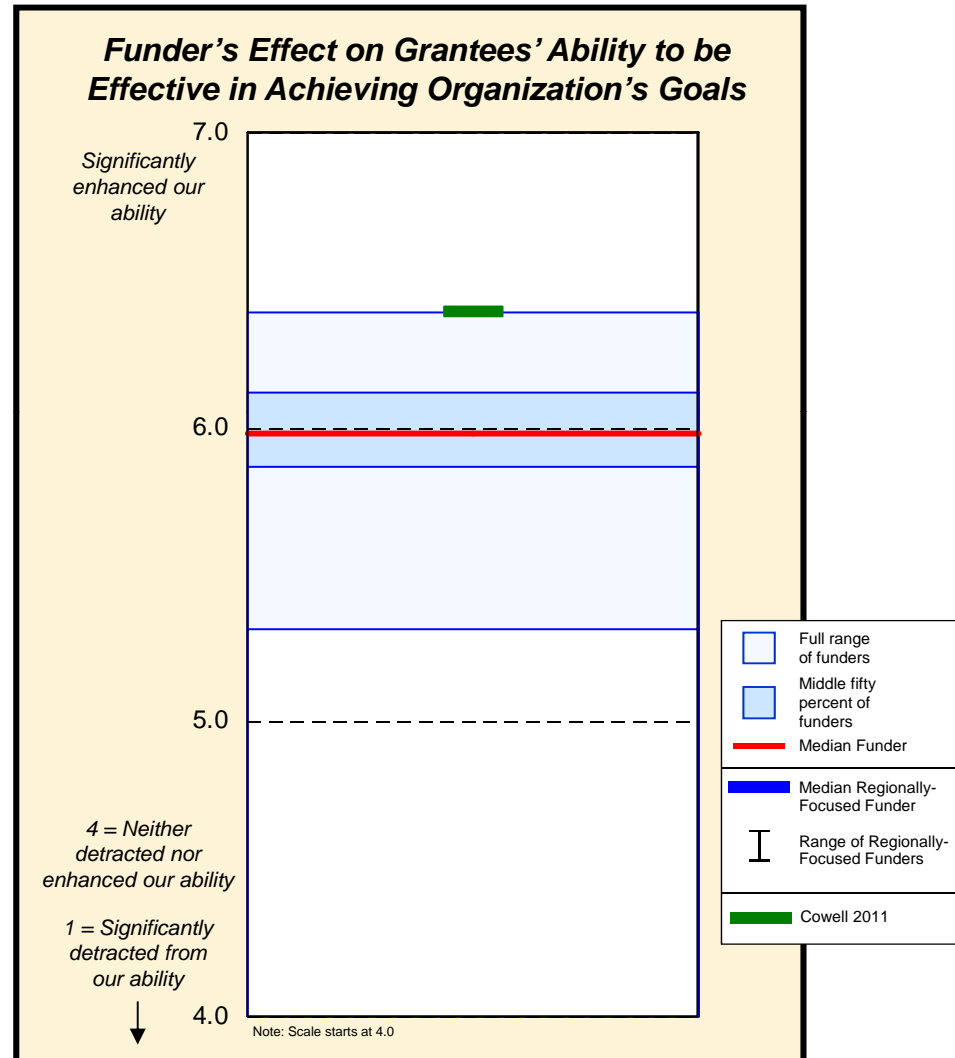 Funder’s Effect on Grantees’ Ability to be
Effective in Achieving Organization’s Goals
7.0
Significantly
enhanced our
ability
6.0
5.0
4 = Neither
detracted nor
enhanced our ability
1 = Significantly
detracted from
our ability
4.0
Note: Scale starts at 4.0
Full range
of funders
Middle fifty
percent of
funders
Median Funder
Median Regionally-
Focused Funder
Range of Regionally-
Focused Funders
Cowell 2011